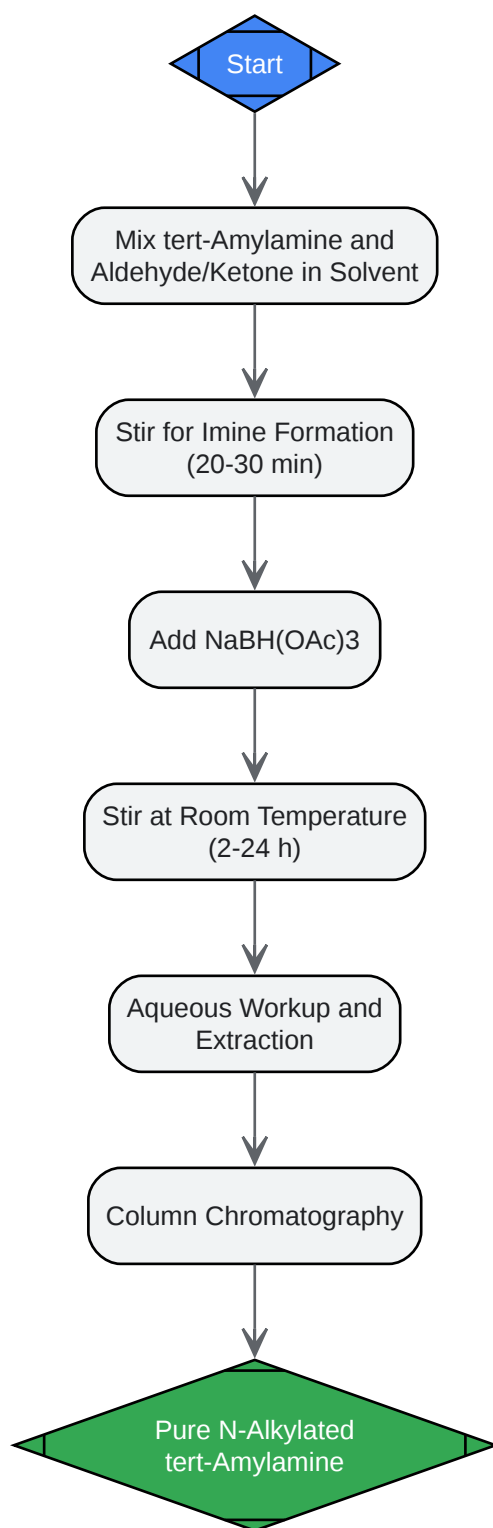 Start
Mix tert-Amylamine and
Aldehyde/Ketone in Solvent
Stir for Imine Formation
(20-30 min)
Add NaBH(OAc)3
Stir at Room Temperature
(2-24 h)
Aqueous Workup and
Extraction
Column Chromatography
Pure N-Alkylated
tert-Amylamine